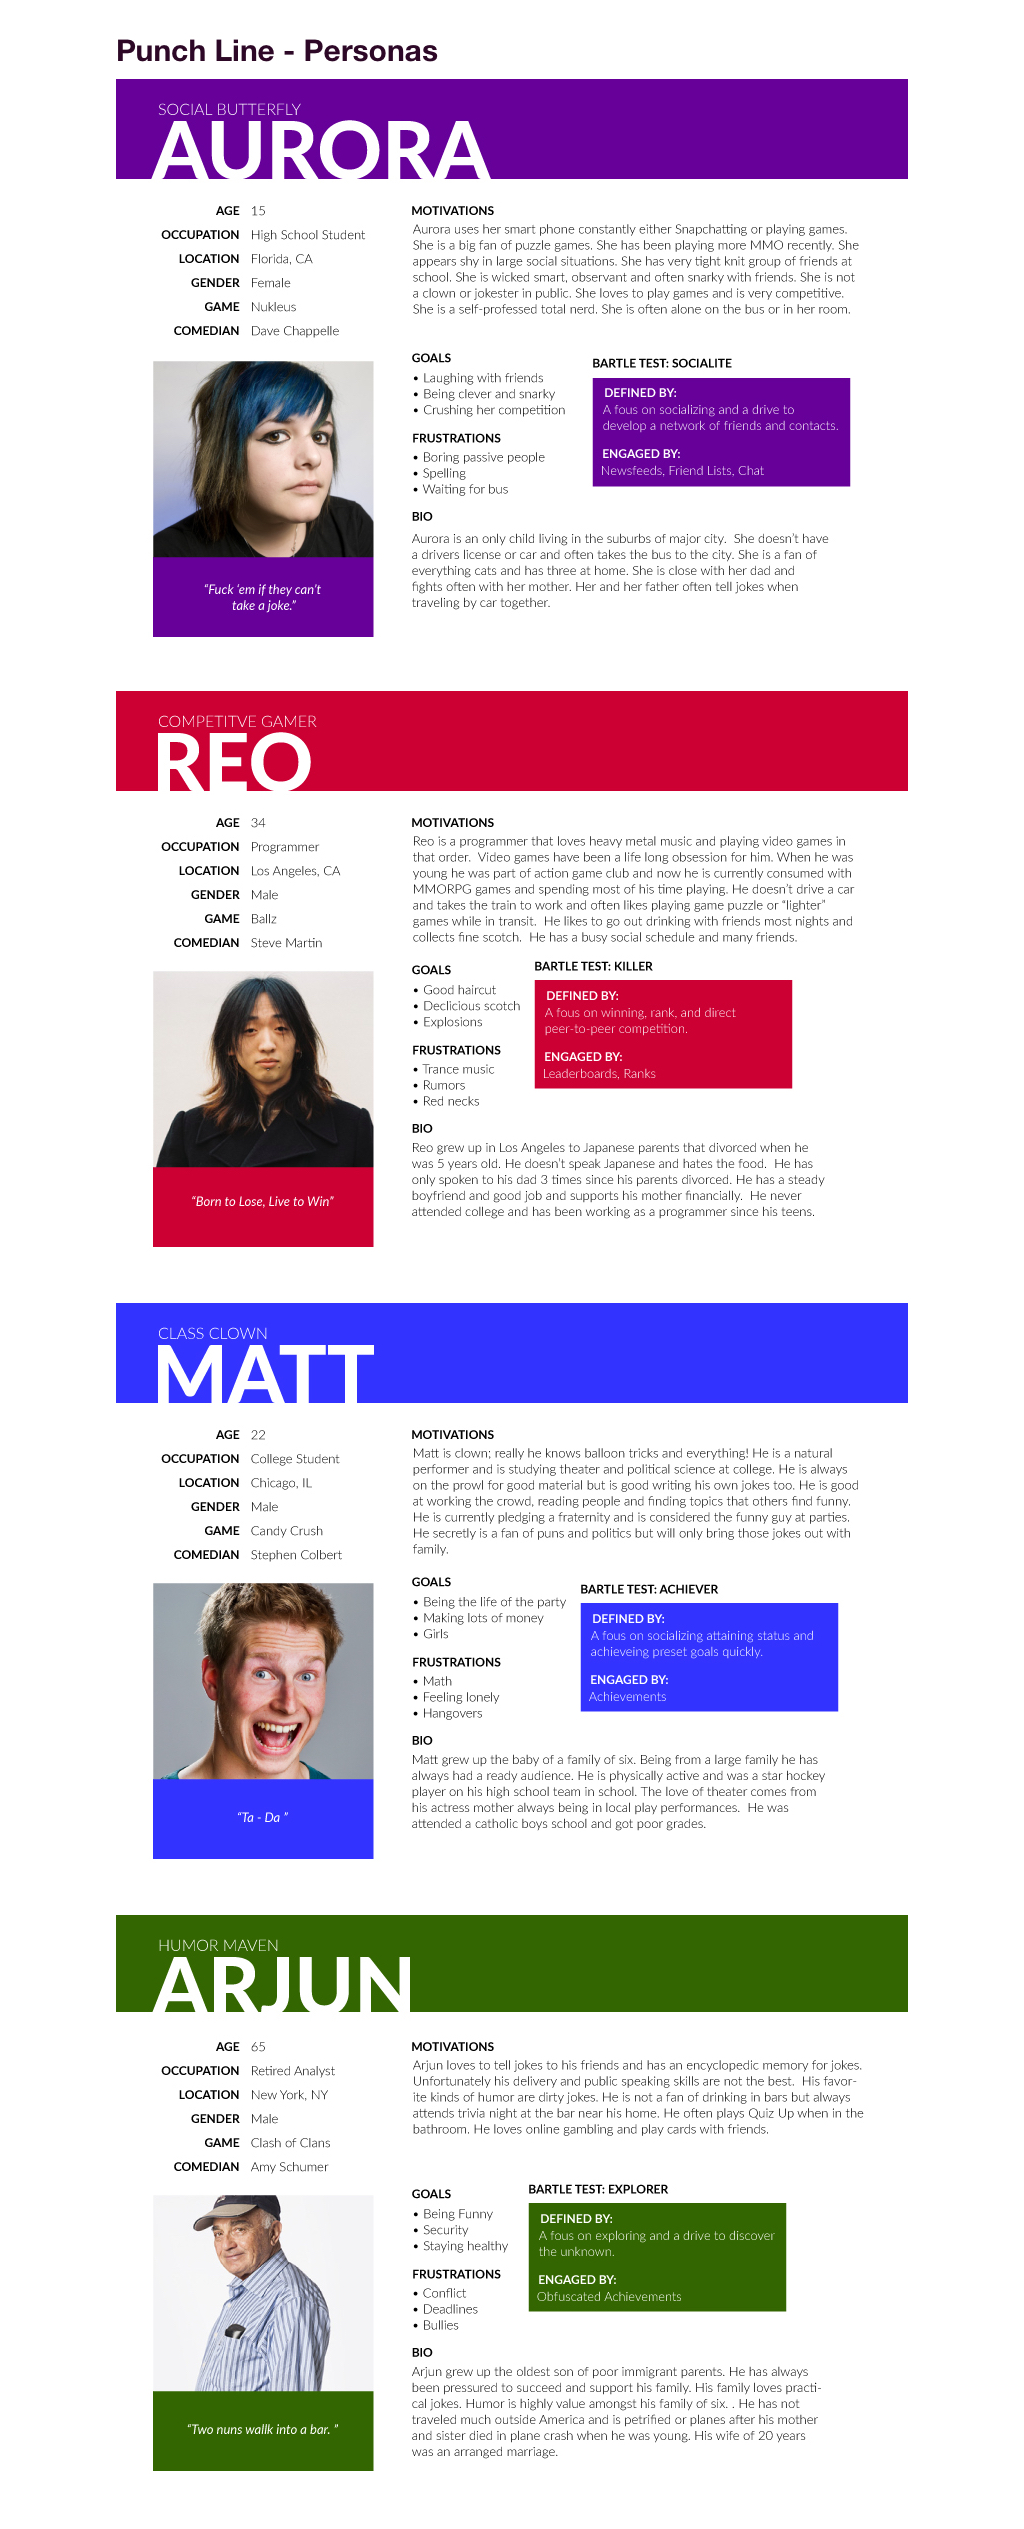 Punch Line - Personas
SOCIAL BUTTERFLY
AURORA
AGE 15
OCCUPATION High School Student
LOCATION Florida, CA
GENDER Female
GAME Nukleus
COMEDIAN Dave Chappelle
MOTIVATIONS
Aurora uses her smart phone constantly either Snapchatting or playing games.
She is a big fan of puzzle games. She has been playing more MMO recently. She
appears shy in large social situations. She has very tight knit group of friends at
school. She is wicked smart, observant and often snarky with friends. She is not
a clown or jokester in public. She loves to play games and is very competitive.
She is a self-professed total nerd. She is often alone on the bus or in her room.
“Fuck ‘em if they can’t
take a joke.”
GOALS
• Laughing with friends
• Being clever and snarky
• Crushing her competition
FRUSTRATIONS
• Boring passive people
• Spelling
• Waiting for bus
BARTLE TEST: SOCIALITE
DEFINED BY:
A fous on socializing and a drive to
develop a network of friends and contacts.
ENGAGED BY:
Newsfeeds, Friend Lists, Chat
BIO
Aurora is an only child living in the suburbs of major city.  She doesn’t have
a drivers license or car and often takes the bus to the city. She is a fan of
everything cats and has three at home. She is close with her dad and
fights often with her mother. Her and her father often tell jokes when
traveling by car together.
COMPETITVE GAMER
REO
AGE 34
OCCUPATION Programmer
LOCATION Los Angeles, CA
GENDER Male
GAME Ballz
COMEDIAN Steve Martin
MOTIVATIONS
Reo is a programmer that loves heavy metal music and playing video games in
that order.  Video games have been a life long obsession for him. When he was
young he was part of action game club and now he is currently consumed with
MMORPG games and spending most of his time playing. He doesn’t drive a car
and takes the train to work and often likes playing game puzzle or “lighter”
games while in transit.  He likes to go out drinking with friends most nights and
collects fine scotch.  He has a busy social schedule and many friends.
“Born to Lose, Live to Win”
GOALS
• Good haircut
• Declicious scotch
• Explosions
FRUSTRATIONS
• Trance music
• Rumors
• Red necks
BARTLE TEST: KILLER
DEFINED BY:
A fous on winning, rank, and direct
peer-to-peer competition.
ENGAGED BY:
Leaderboards, Ranks
BIO
Reo grew up in Los Angeles to Japanese parents that divorced when he
was 5 years old. He doesn’t speak Japanese and hates the food.  He has
only spoken to his dad 3 times since his parents divorced. He has a steady
boyfriend and good job and supports his mother financially.  He never
attended college and has been working as a programmer since his teens.
CLASS CLOWN
MATT
AGE 22
OCCUPATION College Student
LOCATION Chicago, IL
GENDER Male
GAME Candy Crush
COMEDIAN Stephen Colbert
MOTIVATIONS
Matt is clown; really he knows balloon tricks and everything! He is a natural
performer and is studying theater and political science at college. He is always
on the prowl for good material but is good writing his own jokes too. He is good
at working the crowd, reading people and finding topics that others find funny.
He is currently pledging a fraternity and is considered the funny guy at parties.
He secretly is a fan of puns and politics but will only bring those jokes out with
family.
“Ta - Da ”
GOALS
• Being the life of the party
• Making lots of money
• Girls
FRUSTRATIONS
• Math
• Feeling lonely
• Hangovers
BARTLE TEST: ACHIEVER
DEFINED BY:
A fous on socializing attaining status and
achieveing preset goals quickly.
ENGAGED BY:
Achievements
BIO
Matt grew up the baby of a family of six. Being from a large family he has
always had a ready audience. He is physically active and was a star hockey
player on his high school team in school. The love of theater comes from
his actress mother always being in local play performances.  He was
attended a catholic boys school and got poor grades.
HUMOR MAVEN
ARJUN
AGE 65
OCCUPATION Retired Analyst
LOCATION New York, NY
GENDER Male
GAME Clash of Clans
COMEDIAN Amy Schumer
MOTIVATIONS
Arjun loves to tell jokes to his friends and has an encyclopedic memory for jokes.
Unfortunately his delivery and public speaking skills are not the best.  His favor-
ite kinds of humor are dirty jokes. He is not a fan of drinking in bars but always
attends trivia night at the bar near his home. He often plays Quiz Up when in the
bathroom. He loves online gambling and play cards with friends.
“Two nuns wallk into a bar. ”
GOALS
• Being Funny
• Security
• Staying healthy
FRUSTRATIONS
• Conflict
• Deadlines
• Bullies
BARTLE TEST: EXPLORER
DEFINED BY:
A fous on exploring and a drive to discover
the unknown.
ENGAGED BY:
Obfuscated Achievements
BIO
Arjun grew up the oldest son of poor immigrant parents. He has always
been pressured to succeed and support his family. His family loves practi-
cal jokes. Humor is highly value amongst his family of six. . He has not
traveled much outside America and is petrified or planes after his mother
and sister died in plane crash when he was young. His wife of 20 years
was an arranged marriage.